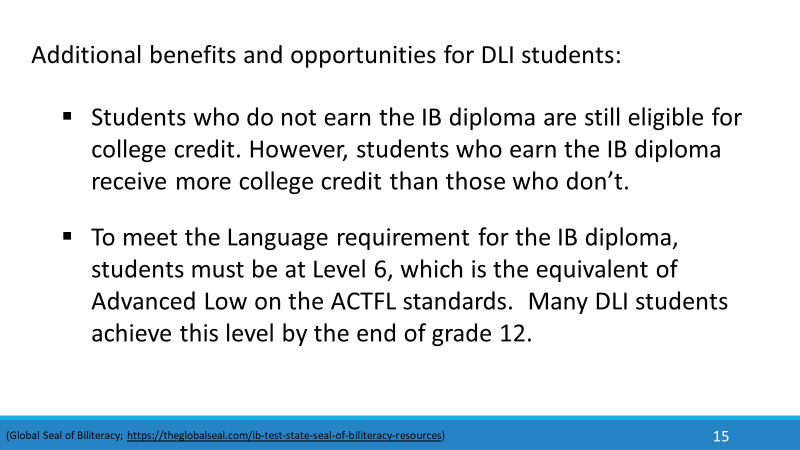 Additional benefits and opportunities for DLI students:
▪ Students who do not earn the IB diploma are still eligible for
college credit. However, students who earn the IB diploma
receive more college credit than those who don’t.
▪ To meet the Language requirement for the IB diploma,
students must be at Level 6, which is the equivalent of
Advanced Low on the ACTFL standards.  Many DLI students
achieve this level by the end of grade 12.
(Global Seal of Biliteracy; https://theglobalseal.com/ib-test-state-seal-of-biliteracy-resources)
15